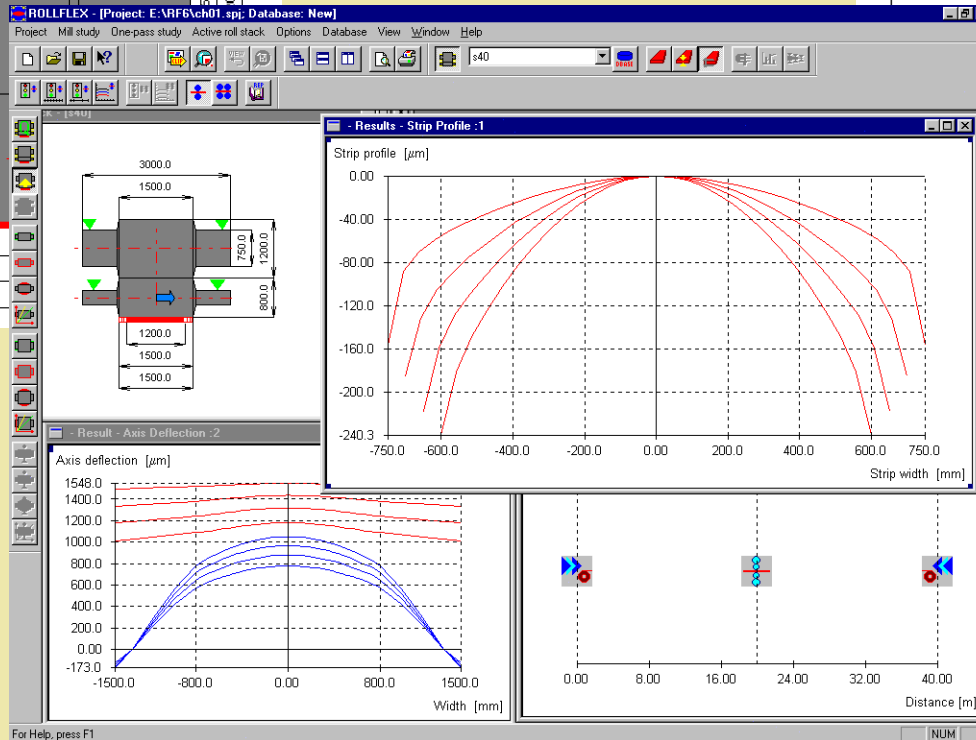 ROLLFLEX - [Project: E:\RF6\ch01.spj; Database: New]
Project Mill study One-pass study Active roll stack Options Database View Window Help
s40
- [s40]
3000.0
1500.0
750.0
1200.0
800.0
1200.0
1500.0
1500.0
- Results - Strip Profile :1
Strip profile [µm]
0.00
-40.00
-80.00
-120.0
-160.0
-200.0
-240.3
-750.0 -600.0 -400.0 -200.0 0.00 200.0 400.0 600.0 750.0
Strip width [mm]
- Result - Axis Deflection :2
Axis deflection [µm]
1548.0
1400.0
1200.0
1000.0
800.0
600.0
400.0
200.0
0.00
-173.0
-1500.0 -800.0 0.00 800.0 1500.0
Width [mm]
0.00 8.00 16.00 24.00 32.00 40.00
Distance [m]
For Help, press F1
NUM